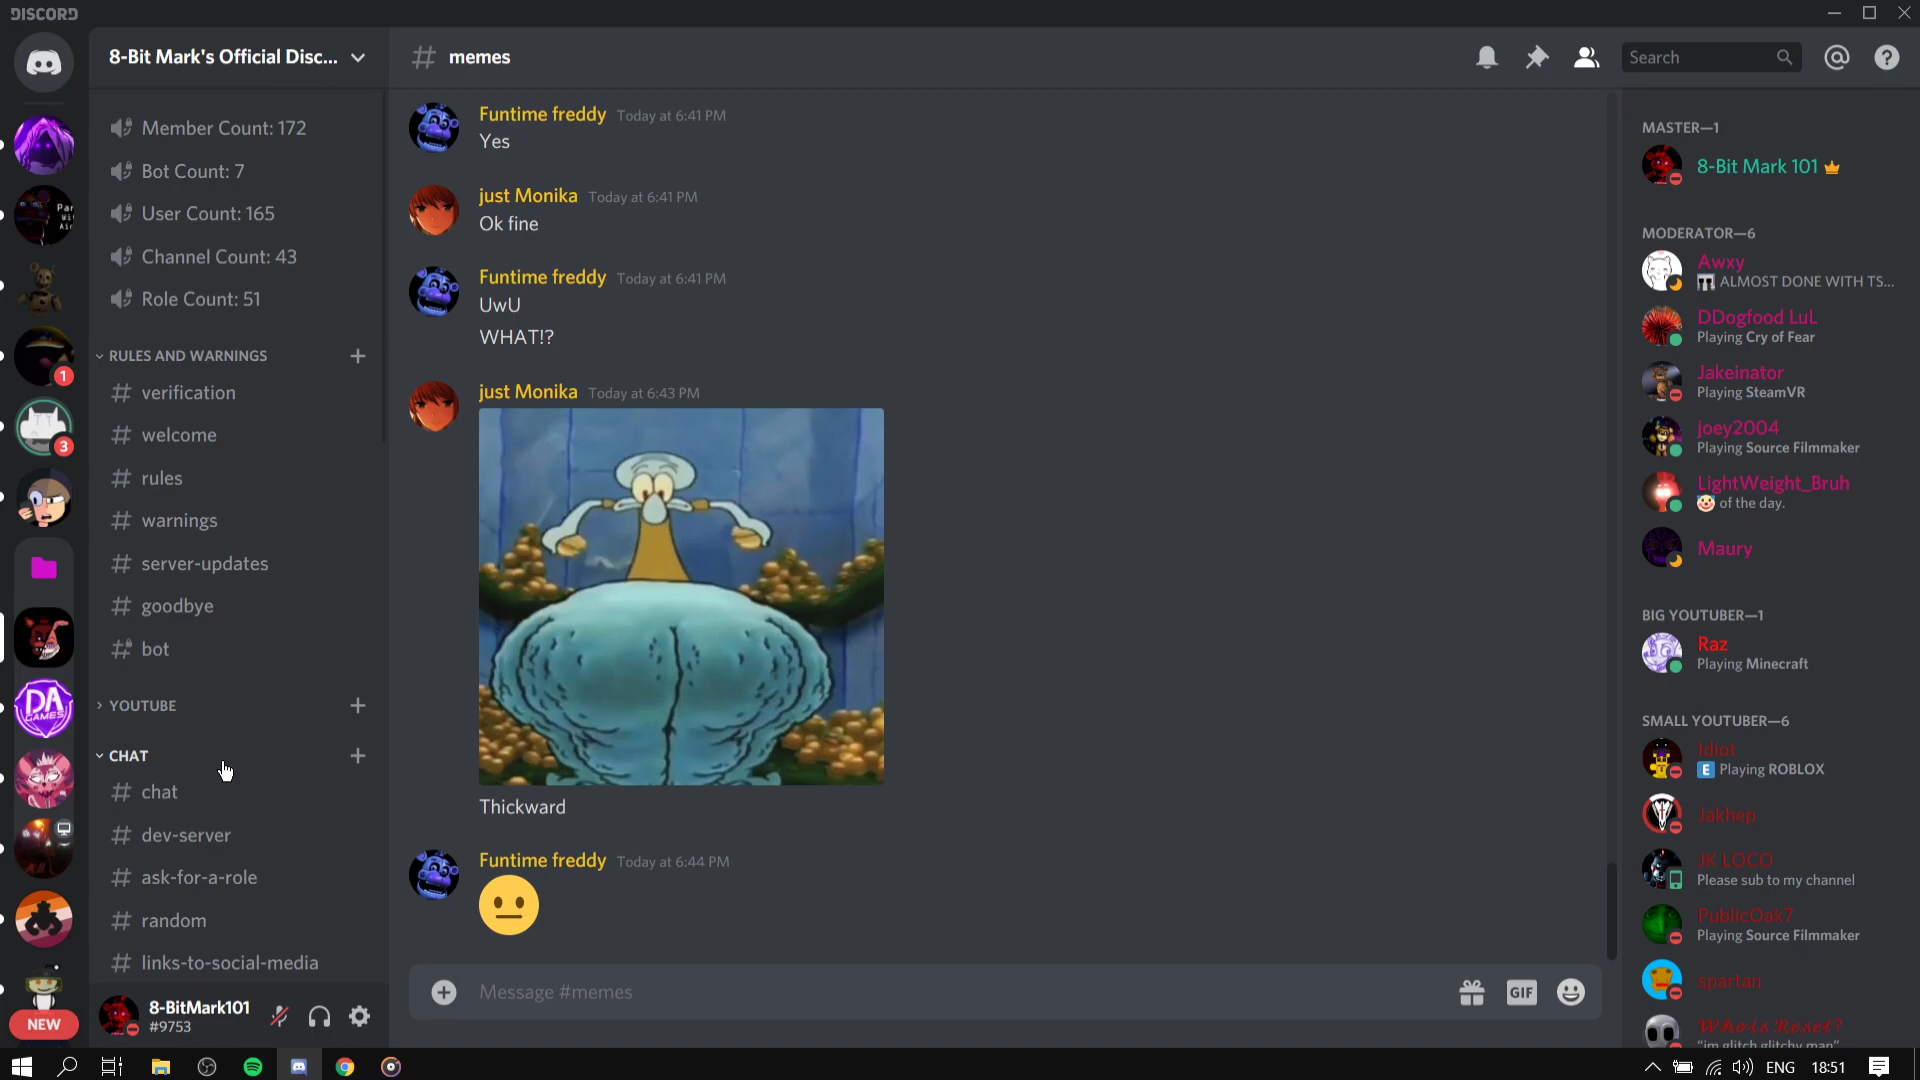 DISCORD
8-Bit Mark's Official Disc...
Member Count: 172
Bot Count: 7
User Count: 165
Channel Count: 43
Role Count: 51
RULES AND WARNINGS
verification
welcome
rules
warnings
server-updates
goodbye
bot
YOUTUBE
CHAT
chat
dev-server
ask-for-a-role
random
links-to-social-media
8-BitMark101
#9753
1
3
DA
GAMES
NEW
# memes
Search
Funtime freddy Today at 6:41 PM
Yes
just Monika Today at 6:41 PM
Ok fine
Funtime freddy Today at 6:41 PM
UwU
WHAT!?
just Monika Today at 6:43 PM
Thickward
Funtime freddy Today at 6:44 PM
Message #memes
GIF
MASTER—1
8-Bit Mark 101
MODERATOR—6
Awxy
ALMOST DONE WITH TS...
DDogfood LuL
Playing Cry of Fear
Jakeinator
Playing SteamVR
joey2004
Playing Source Filmmaker
LightWeight_Bruh
of the day.
Maury
BIG YOUTUBER—1
Raz
Playing Minecraft
SMALL YOUTUBER—6
Idiot
E Playing ROBLOX
Jakhep
JK LOCO
Please sub to my channel
PublicOak7
Playing Source Filmmaker
spartan
𝓦𝓱𝓸 𝓲𝓼 𝓡𝓮𝓼𝓮𝓽?
"im glitch glitchy man"
ENG
18:51